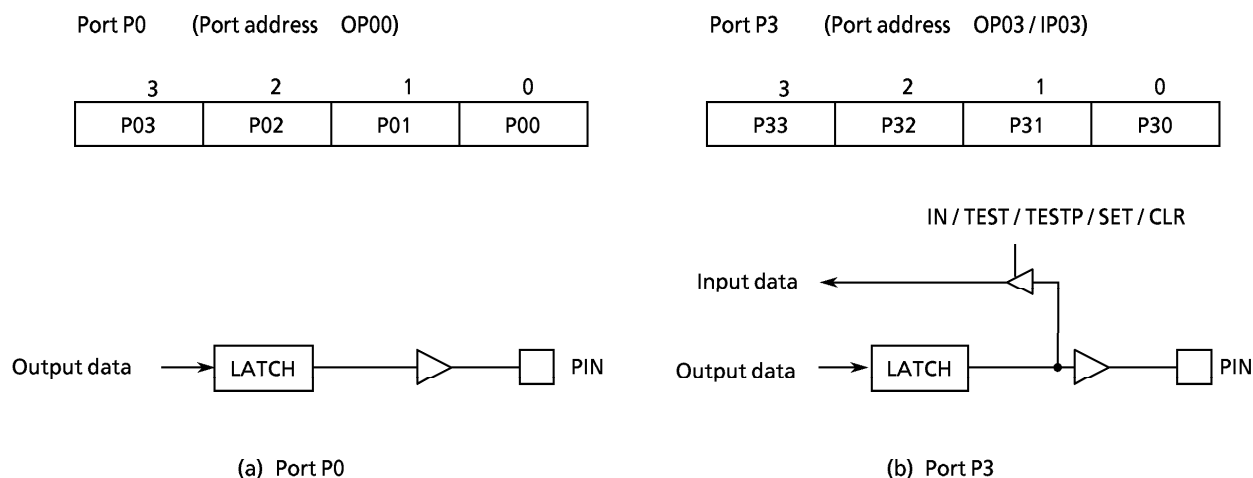 Port P0 (Port address OP00)
3 2 1 0
P03 P02 P01 P00
Output data
LATCH
PIN
(a) Port P0
Port P3 (Port address OP03 / IP03)
3 2 1 0
P33 P32 P31 P30
IN / TEST / TESTP / SET / CLR
Input data
Output data
LATCH
PIN
(b) Port P3